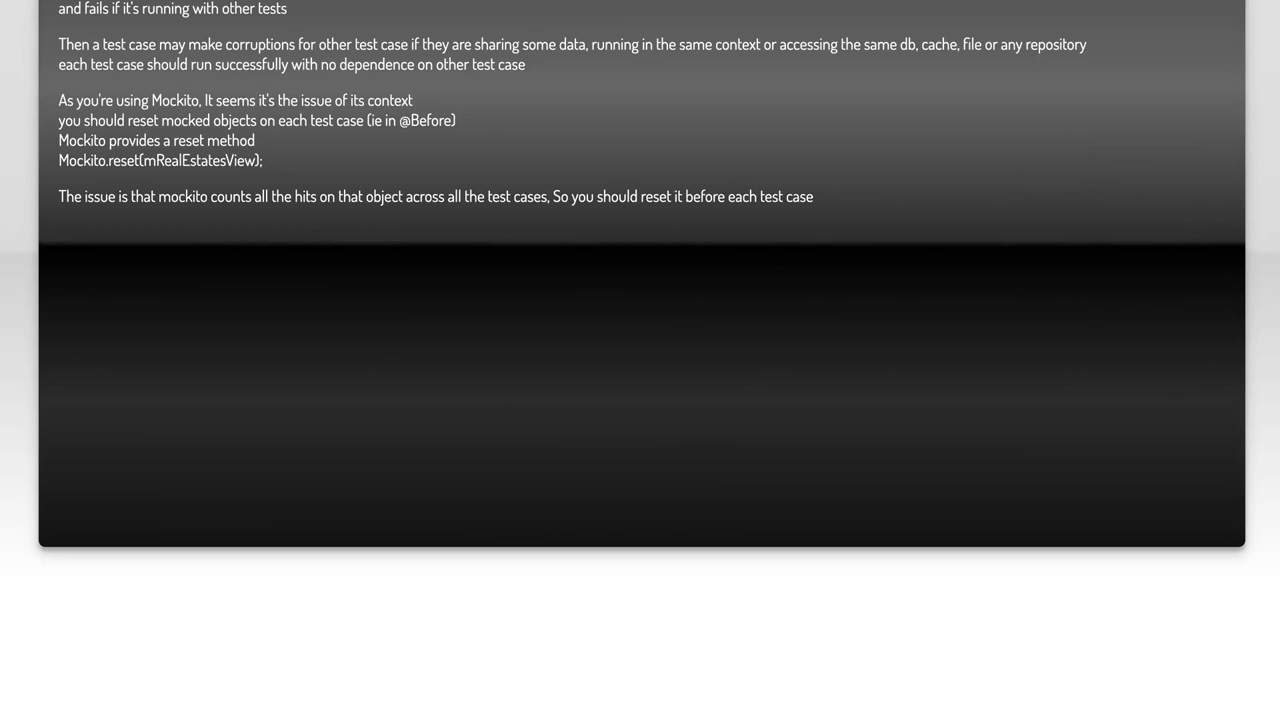 and fails if it's running with other tests
Then a test case may make corruptions for other test case if they are sharing some data, running in the same context or accessing the same db, cache, file or any repository
each test case should run successfully with no dependence on other test case
As you're using Mockito, It seems it's the issue of its context
you should reset mocked objects on each test case (ie in @Before)
Mockito provides a reset method
Mockito.reset(mRealEstatesView);
The issue is that mockito counts all the hits on that object across all the test cases, So you should reset it before each test case